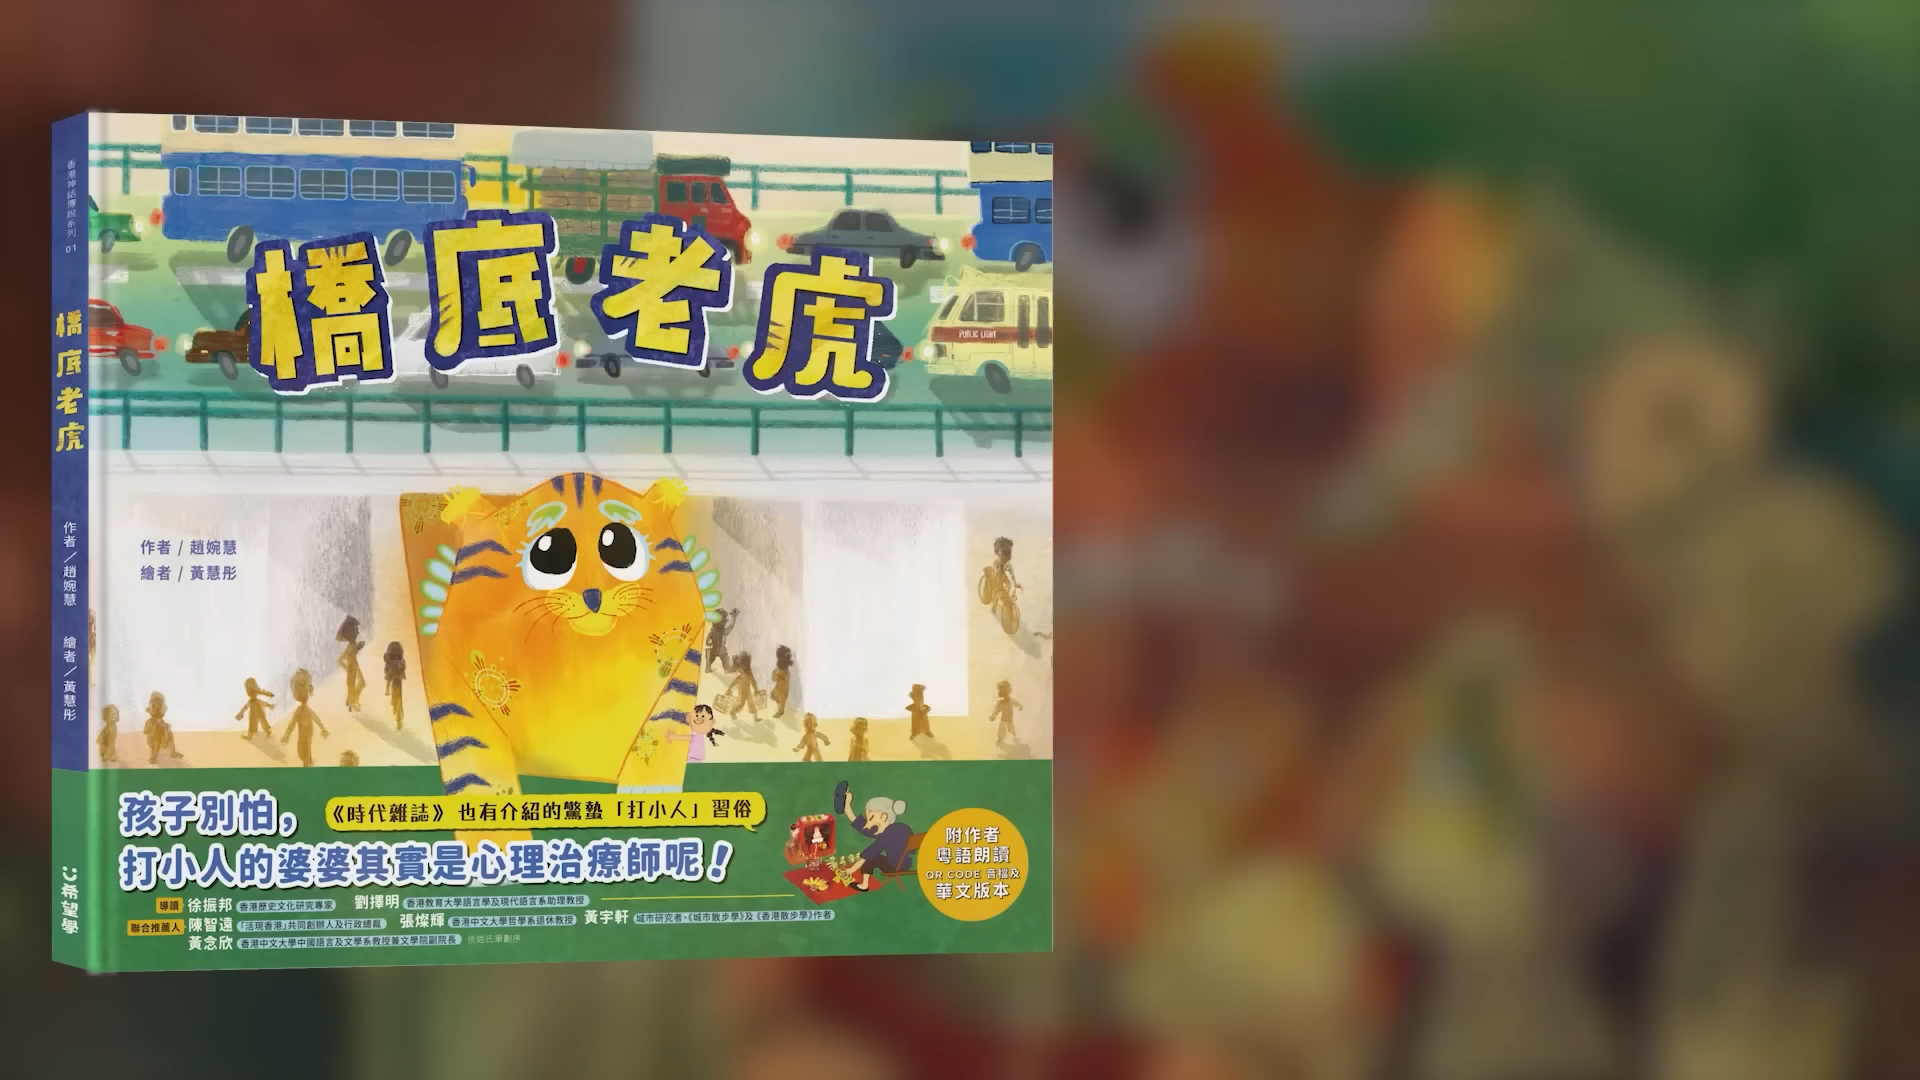 香港神話傳說系列 01
橋底老虎
作者／趙婉慧
繪者／黃慧彤
希望學
橋底老虎
PUBLIC LIGHT
作者 / 趙婉慧
繪者 / 黃慧彤
孩子別怕，
《時代雜誌》也有介紹的驚蟄「打小人」習俗
打小人的婆婆其實是心理治療師呢！
附作者
粵語朗讀
QR CODE 音檔及
華文版本
導讀 徐振邦 香港歷史文化研究專家 劉擇明 香港教育大學語言學及現代語言系助理教授
聯合推薦人 陳智遠 「活現香港」共同創辦人及行政總裁 張燦輝 香港中文大學哲學系退休教授 黃宇軒 城市研究者、《城市散步學》及《香港散步學》作者
黃念欣 香港中文大學中國語言及文學系教授兼文學院副院長 依姓氏筆劃序